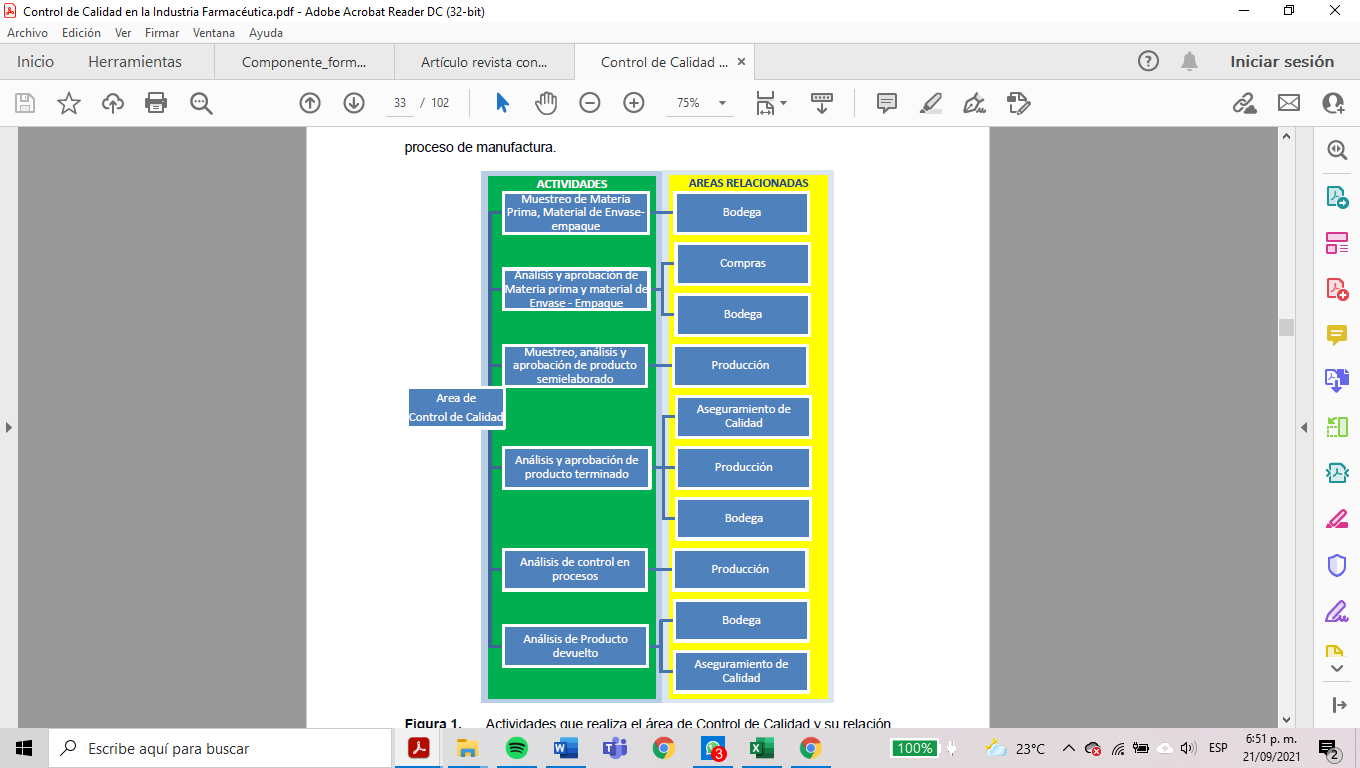 Control de Calidad en la Industria Farmacéutica.pdf - Adobe Acrobat Reader DC (32-bit)
Archivo Edición Ver Firmar Ventana Ayuda
Inicio Herramientas Componente_form... Artículo revista con... Control de Calidad ... × Iniciar sesión
33 / 102 75%
proceso de manufactura.
ACTIVIDADES
AREAS RELACIONADAS
Muestreo de Materia
Prima, Material de Envase-
empaque
Bodega
Análisis y aprobación de
Materia prima y material de
Envase - Empaque
Compras
Bodega
Muestreo, análisis y
aprobación de producto
semielaborado
Producción
Area de
Control de Calidad
Análisis y aprobación de
producto terminado
Aseguramiento de
Calidad
Producción
Bodega
Análisis de control en
procesos
Producción
Análisis de Producto
devuelto
Bodega
Aseguramiento de
Calidad
Figura 1. Actividades que realiza el área de Control de Calidad y su relación
Escribe aquí para buscar
3
100%
23°C
ESP
6:51 p. m.
21/09/2021
2